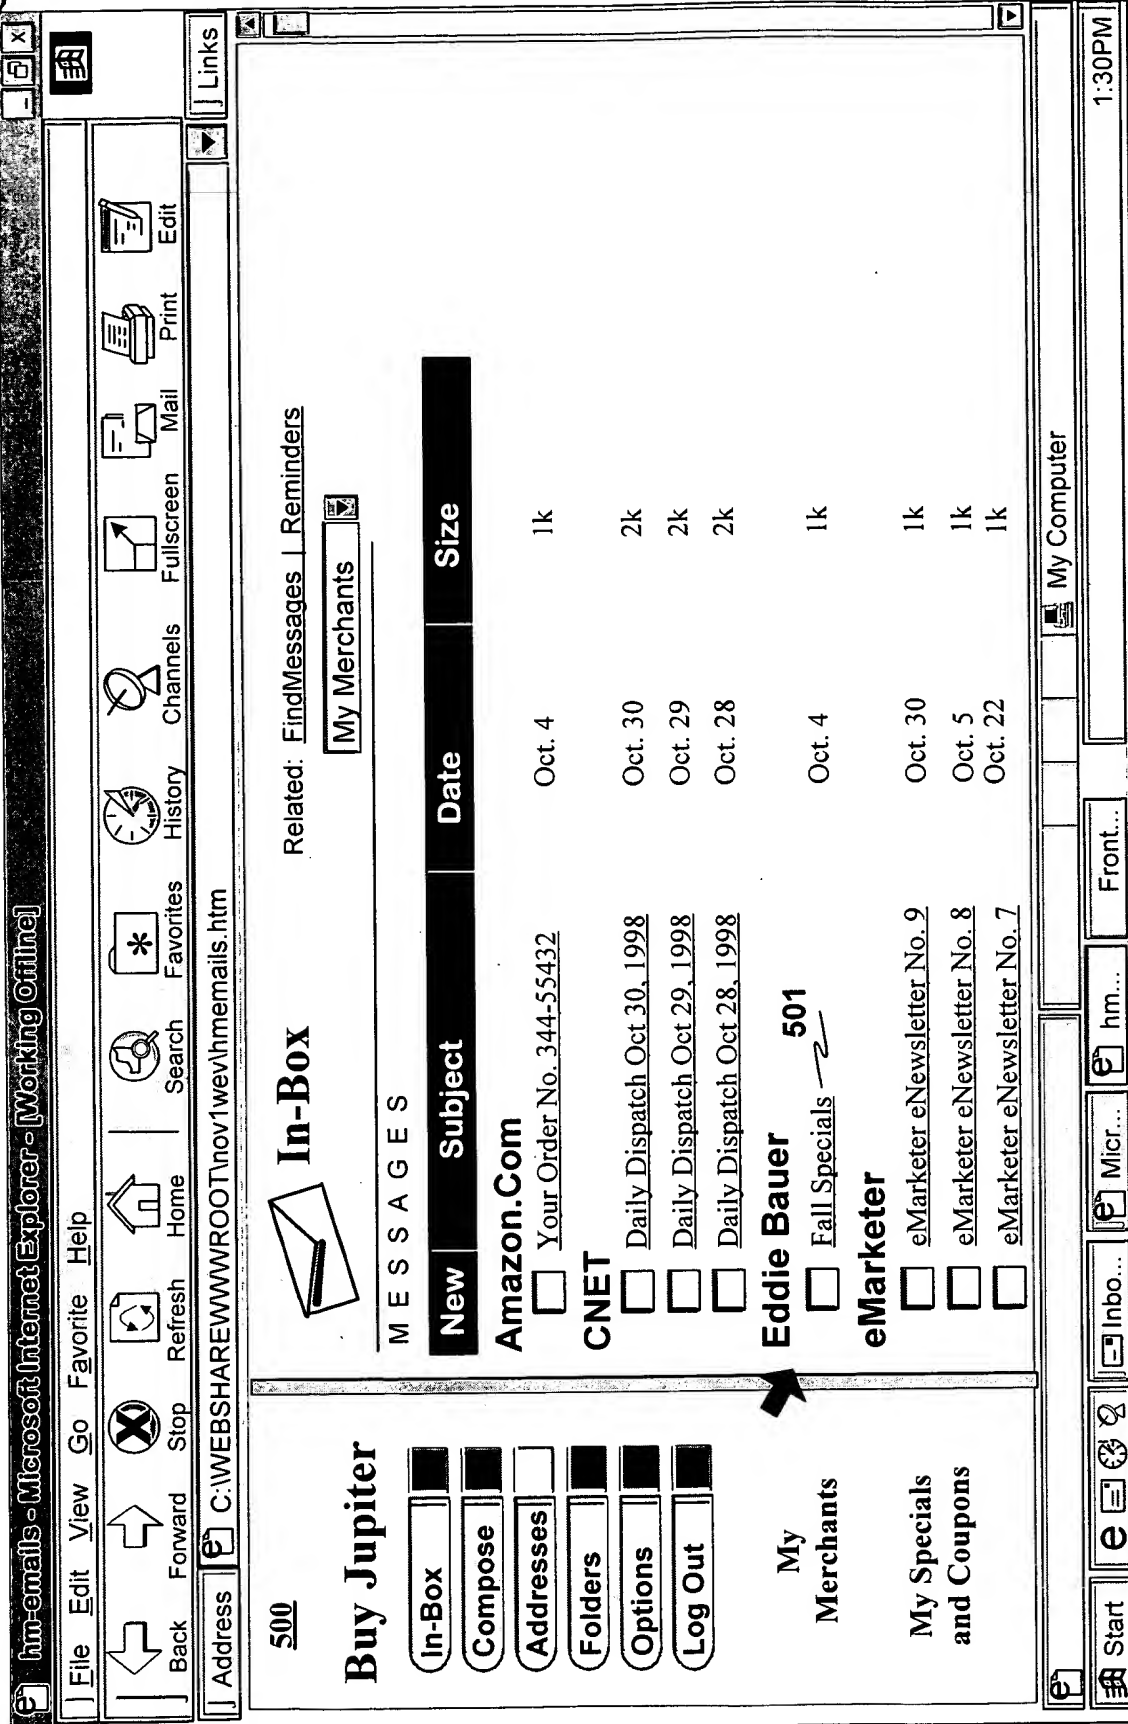 hm-emails - Microsoft Internet Explorer - [Working Offline]
File Edit View Go Favorite Help
Back Forward Stop Refresh Home Search Favorites History Channels Fullscreen Mail Print Edit
Address C:\WEBSHAREWWWROOT\nov1wev\hmemails.htm Links
500
Buy Jupiter
In-Box
Compose
Addresses
Folders
Options
Log Out
My
Merchants
My Specials
and Coupons
In-Box
Related: FindMessages | Reminders
My Merchants
MESSAGES
New Subject Date Size
Amazon.Com
Your Order No. 344-55432 Oct. 4 1k
CNET
Daily Dispatch Oct 30, 1998 Oct. 30 2k
Daily Dispatch Oct 29, 1998 Oct. 29 2k
Daily Dispatch Oct 28, 1998 Oct. 28 2k
Eddie Bauer 501
Fall Specials Oct. 4 1k
eMarketer
eMarketer eNewsletter No. 9 Oct. 30 1k
eMarketer eNewsletter No. 8 Oct. 5 1k
eMarketer eNewsletter No. 7 Oct. 22 1k
My Computer
Start Inbo... Micr... hm... Front... 1:30PM